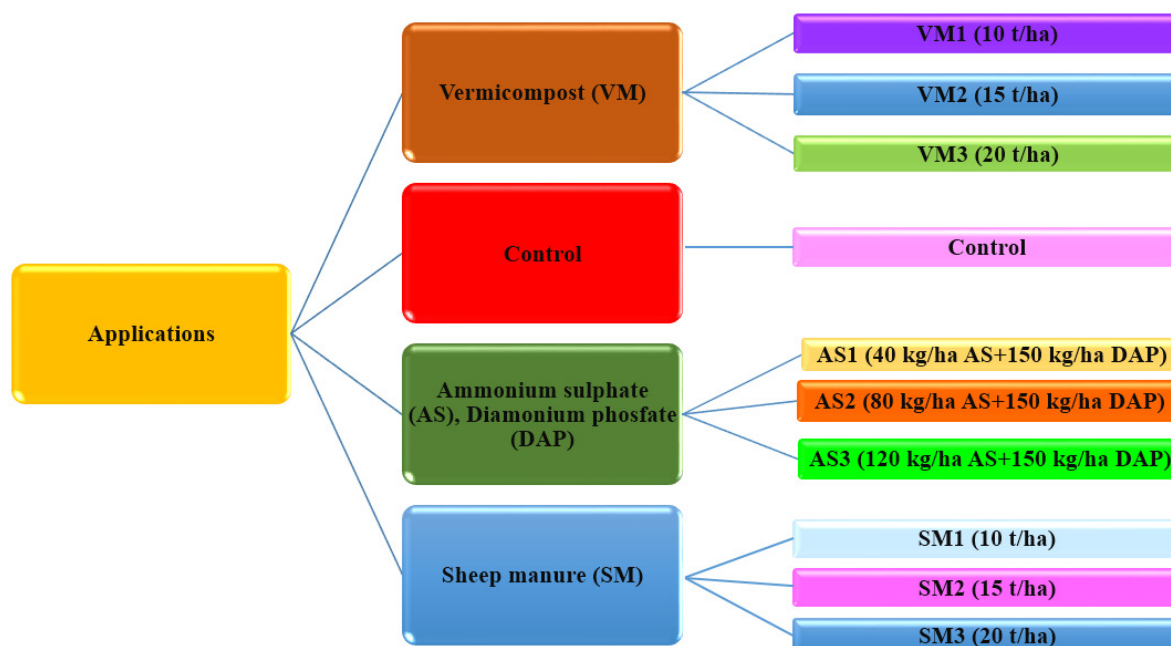 Applications
Vermicompost (VM)
VM1 (10 t/ha)
VM2 (15 t/ha)
VM3 (20 t/ha)
Control
Control
Ammonium sulphate
(AS), Diamonium phosfate
(DAP)
AS1 (40 kg/ha AS+150 kg/ha DAP)
AS2 (80 kg/ha AS+150 kg/ha DAP)
AS3 (120 kg/ha AS+150 kg/ha DAP)
Sheep manure (SM)
SM1 (10 t/ha)
SM2 (15 t/ha)
SM3 (20 t/ha)